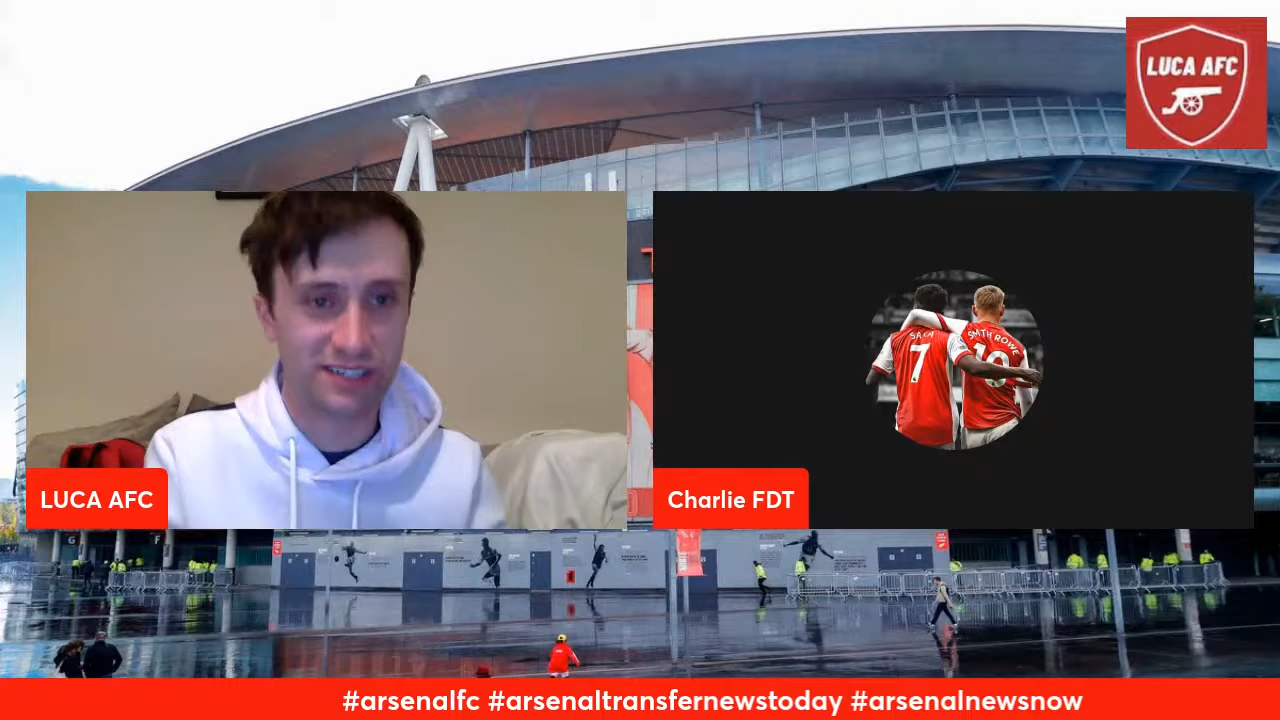 LUCA AFC
SAKA
7
SMITH ROWE
10
LUCA AFC
Charlie FDT
G
F
#arsenalfc #arsenaltransfernewstoday #arsenalnewsnow